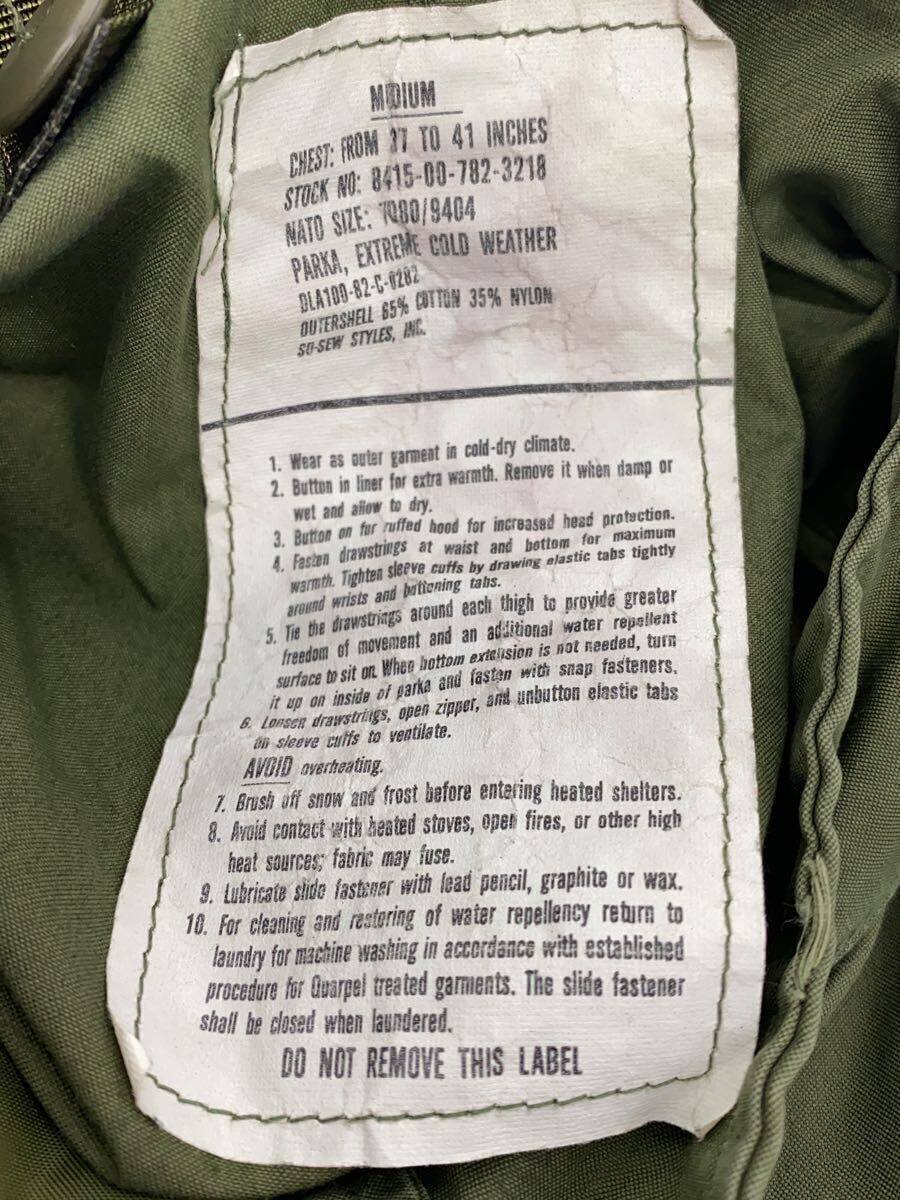 MEDIUM
CHEST: FROM 37 TO 41 INCHES
STOCK NO: 8415-00-782-3218
NATO SIZE: 7080/9404
PARKA, EXTREME COLD WEATHER
DLA100-82-C-0282
OUTERSHELL 65% COTTON 35% NYLON
SO-SEW STYLES, INC.
1. Wear as outer garment in cold-dry climate.
2. Button in liner for extra warmth. Remove it when damp or
wet and allow to dry.
3. Button on fur ruffed hood for increased head protection.
4. Fasten drawstrings at waist and bottom for maximum
warmth. Tighten sleeve cuffs by drawing elastic tabs tightly
around wrists and buttoning tabs.
5. Tie the drawstrings around each thigh to provide greater
freedom of movement and an additional water repellent
surface to sit on. When bottom extension is not needed, turn
it up on inside of parka and fasten with snap fasteners.
6. Loosen drawstrings, open zipper, and unbutton elastic tabs
on sleeve cuffs to ventilate.
AVOID overheating.
7. Brush off snow and frost before entering heated shelters.
8. Avoid contact with heated stoves, open fires, or other high
heat sources; fabric may fuse.
9. Lubricate slide fastener with lead pencil, graphite or wax.
10. For cleaning and restoring of water repellency return to
laundry for machine washing in accordance with established
procedure for Quarpel treated garments. The slide fastener
shall be closed when laundered.
DO NOT REMOVE THIS LABEL